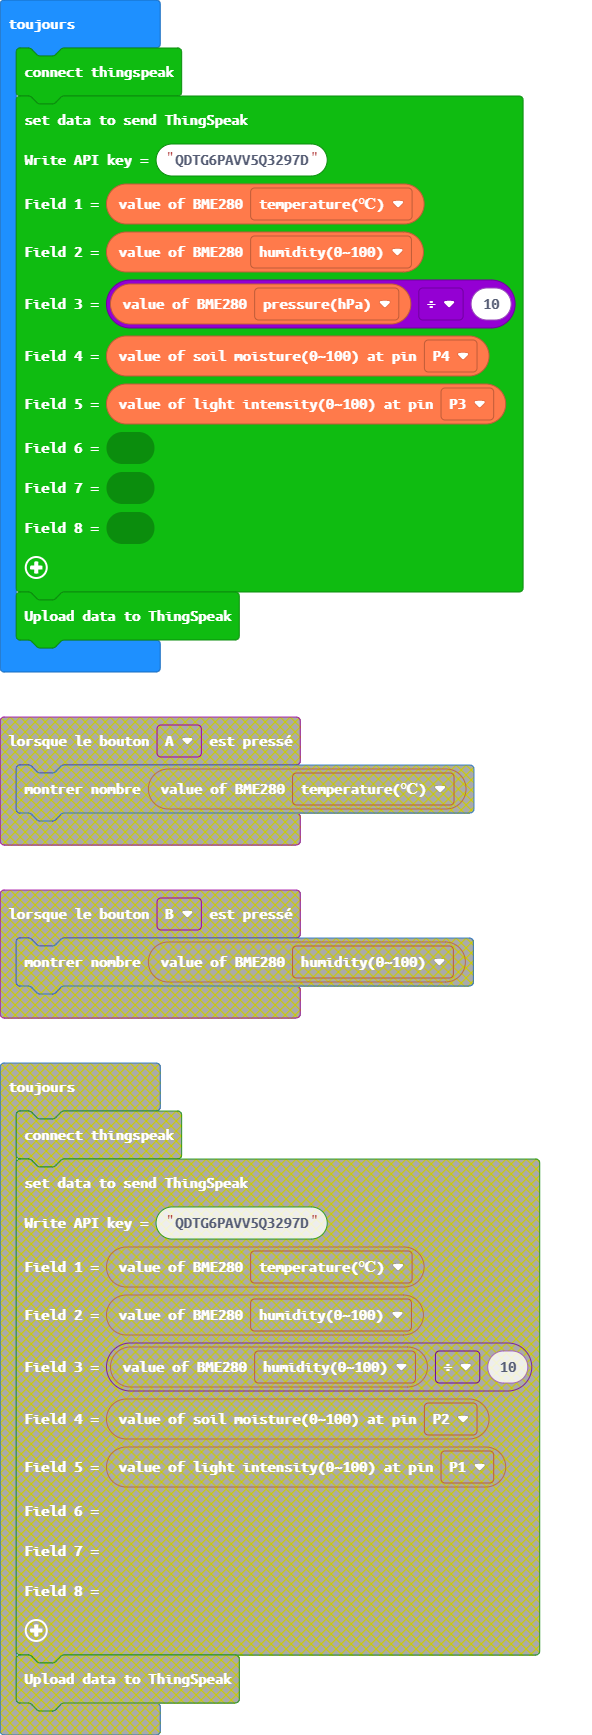 toujours
connect thingspeak
set data to send ThingSpeak
Write API key = "QDTG6PAVV5Q3297D"
Field 1 = value of BME280 temperature(℃)
Field 2 = value of BME280 humidity(0~100)
Field 3 = value of BME280 pressure(hPa) ÷ 10
Field 4 = value of soil moisture(0~100) at pin P4
Field 5 = value of light intensity(0~100) at pin P3
Field 6 =
Field 7 =
Field 8 =
Upload data to ThingSpeak
lorsque le bouton A est pressé
montrer nombre value of BME280 temperature(℃)
lorsque le bouton B est pressé
montrer nombre value of BME280 humidity(0~100)
toujours
connect thingspeak
set data to send ThingSpeak
Write API key = "QDTG6PAVV5Q3297D"
Field 1 = value of BME280 temperature(℃)
Field 2 = value of BME280 humidity(0~100)
Field 3 = value of BME280 humidity(0~100) ÷ 10
Field 4 = value of soil moisture(0~100) at pin P2
Field 5 = value of light intensity(0~100) at pin P1
Field 6 =
Field 7 =
Field 8 =
Upload data to ThingSpeak